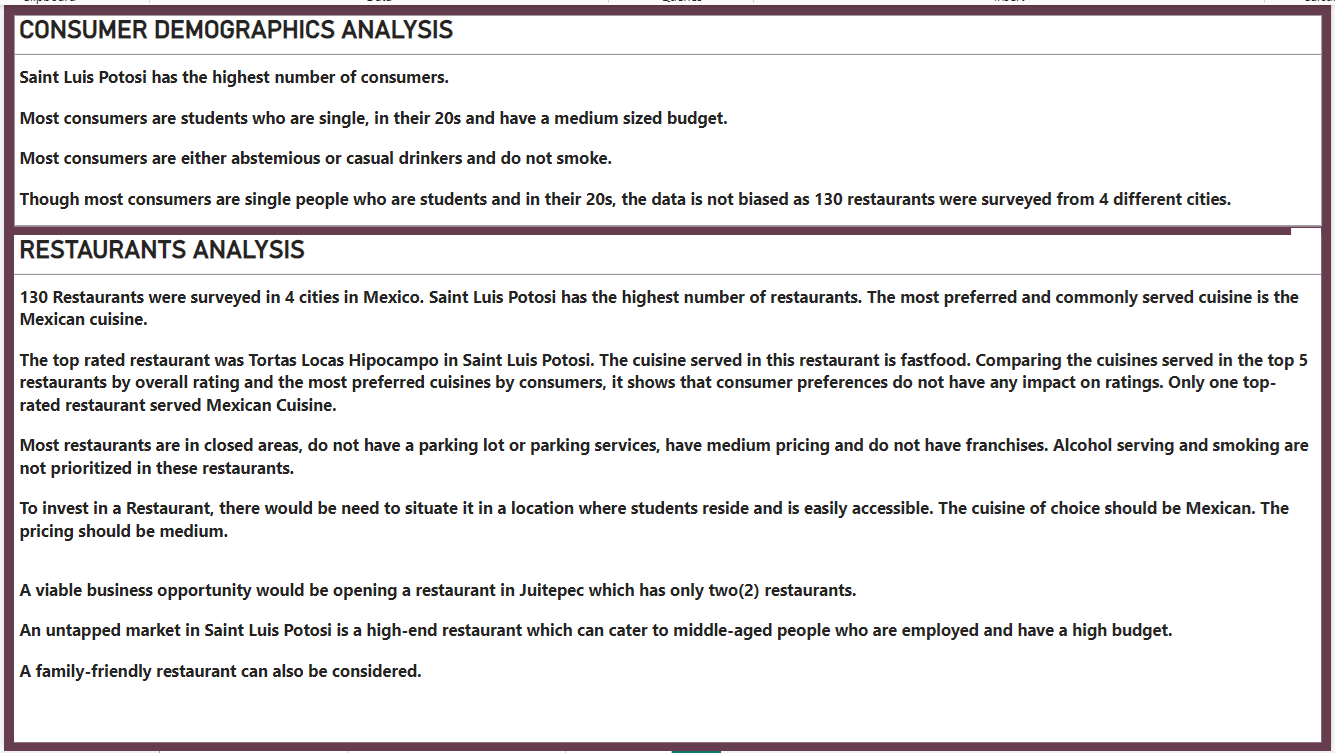 CONSUMER DEMOGRAPHICS ANALYSIS
Saint Luis Potosi has the highest number of consumers.
Most consumers are students who are single, in their 20s and have a medium sized budget.
Most consumers are either abstemious or casual drinkers and do not smoke.
Though most consumers are single people who are students and in their 20s, the data is not biased as 130 restaurants were surveyed from 4 different cities.
RESTAURANTS ANALYSIS
130 Restaurants were surveyed in 4 cities in Mexico. Saint Luis Potosi has the highest number of restaurants. The most preferred and commonly served cuisine is the
Mexican cuisine.
The top rated restaurant was Tortas Locas Hipocampo in Saint Luis Potosi. The cuisine served in this restaurant is fastfood. Comparing the cuisines served in the top 5
restaurants by overall rating and the most preferred cuisines by consumers, it shows that consumer preferences do not have any impact on ratings. Only one top-
rated restaurant served Mexican Cuisine.
Most restaurants are in closed areas, do not have a parking lot or parking services, have medium pricing and do not have franchises. Alcohol serving and smoking are
not prioritized in these restaurants.
To invest in a Restaurant, there would be need to situate it in a location where students reside and is easily accessible. The cuisine of choice should be Mexican. The
pricing should be medium.
A viable business opportunity would be opening a restaurant in Juitepec which has only two(2) restaurants.
An untapped market in Saint Luis Potosi is a high-end restaurant which can cater to middle-aged people who are employed and have a high budget.
A family-friendly restaurant can also be considered.